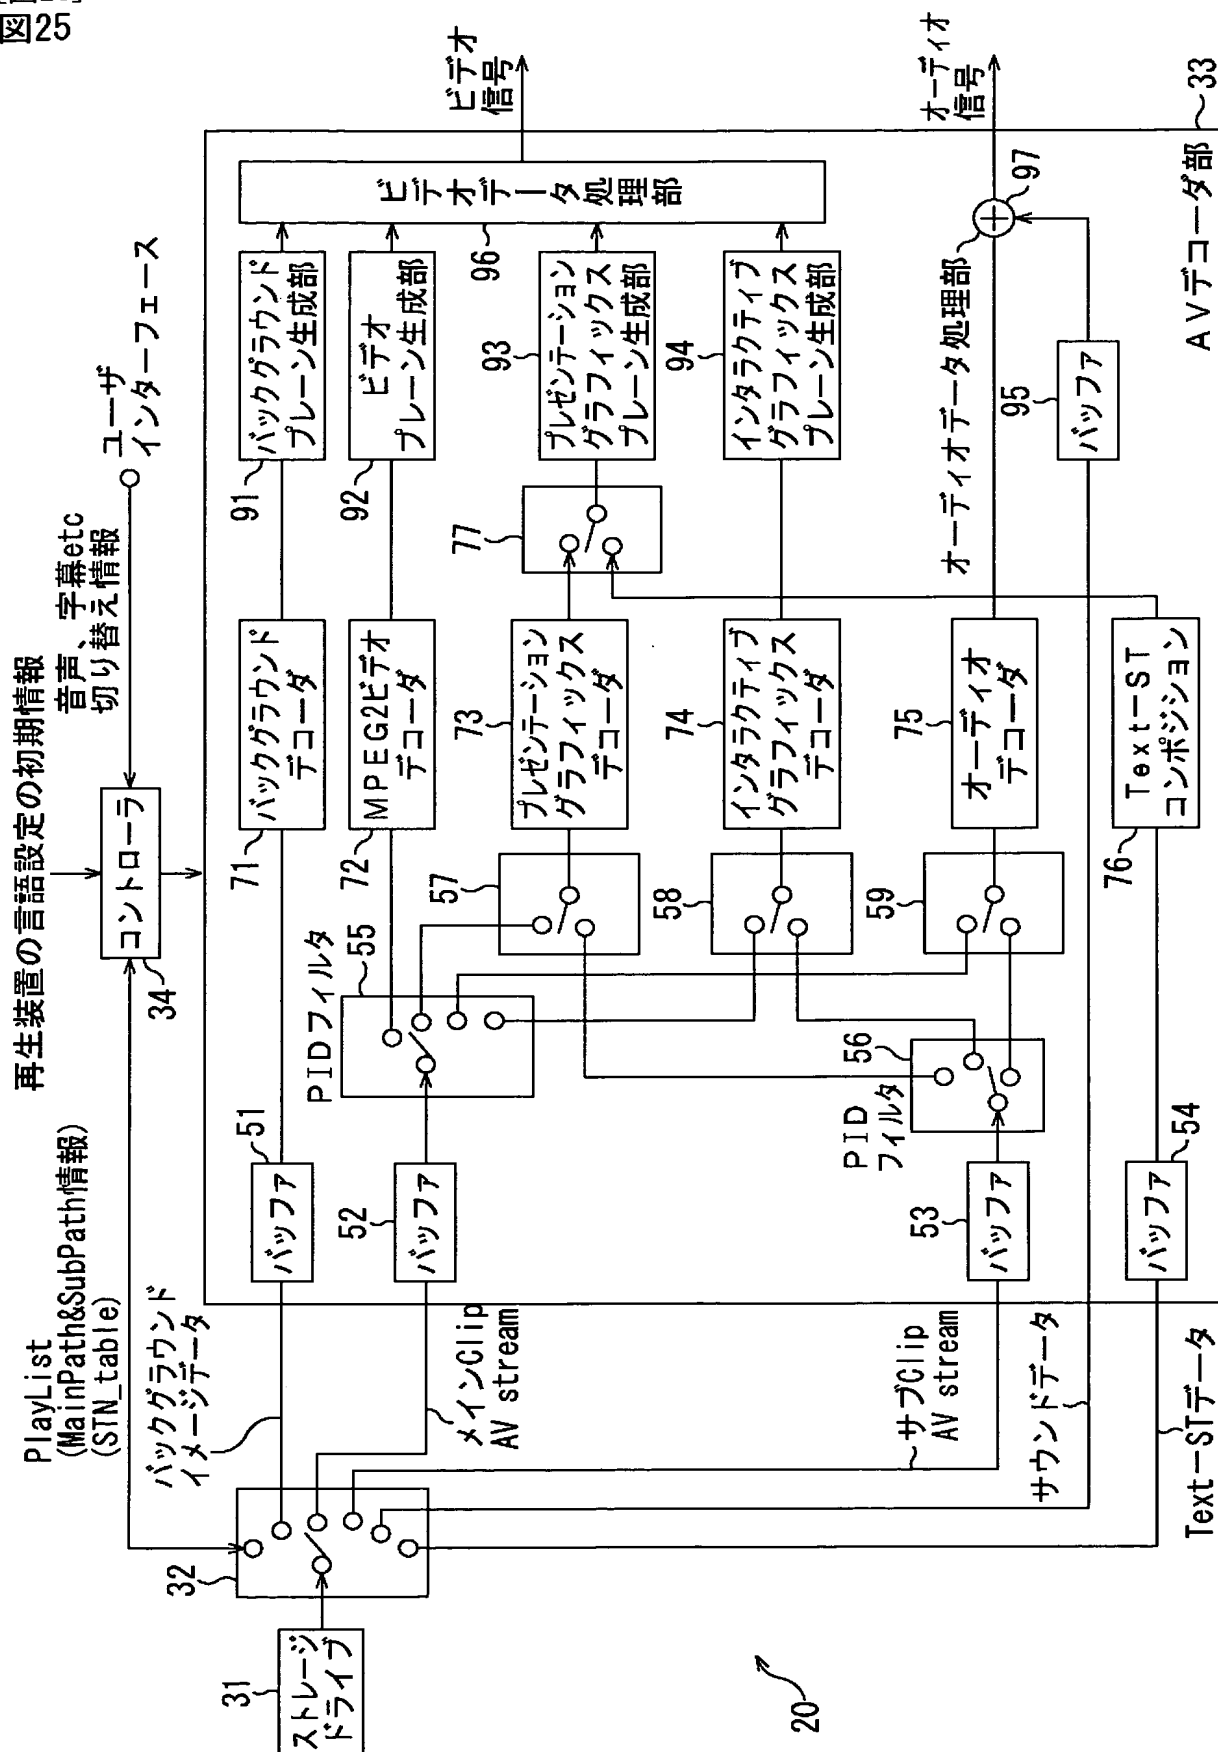 図25
再生装置の言語設定の初期情報
音声、字幕etc
切り替え情報
ユーザ
インターフェース
コントローラ
34
PlayList
(MainPath&SubPath情報)
(STN_table)
ストレージ
ドライブ
31
32
バックグラウンド
イメージデータ
メインClip
AV stream
サブClip
AV stream
サウンドデータ
Text-STデータ
バッファ
51
バッファ
52
バッファ
53
バッファ
54
PIDフィルタ
55
PID
フィルタ
56
57
58
59
バックグラウンド
デコーダ
71
MPEG2ビデオ
デコーダ
72
プレゼンテーション
グラフィックス
デコーダ
73
インタラクティブ
グラフィックス
デコーダ
74
オーディオ
デコーダ
75
Text-ST
コンポジション
76
77
バックグラウンド
プレーン生成部
91
ビデオ
プレーン生成部
92
プレゼンテーション
グラフィックス
プレーン生成部
93
インタラクティブ
グラフィックス
プレーン生成部
94
バッファ
95
ビデオデータ処理部
96
オーディオデータ処理部
97
ビデオ
信号
オーディオ
信号
AVデコーダ部
33
20